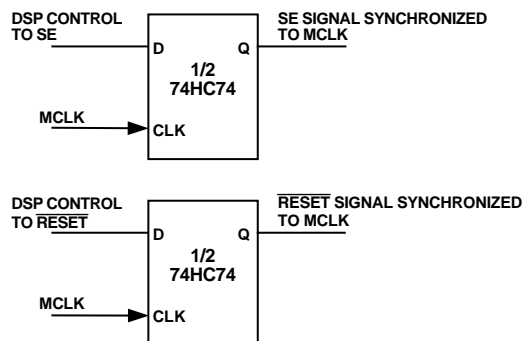 DSP CONTROL
TO SE
D
Q
SE SIGNAL SYNCHRONIZED
TO MCLK
1/2
74HC74
MCLK
CLK
DSP CONTROL
TO RESET
D
Q
RESET SIGNAL SYNCHRONIZED
TO MCLK
1/2
74HC74
MCLK
CLK